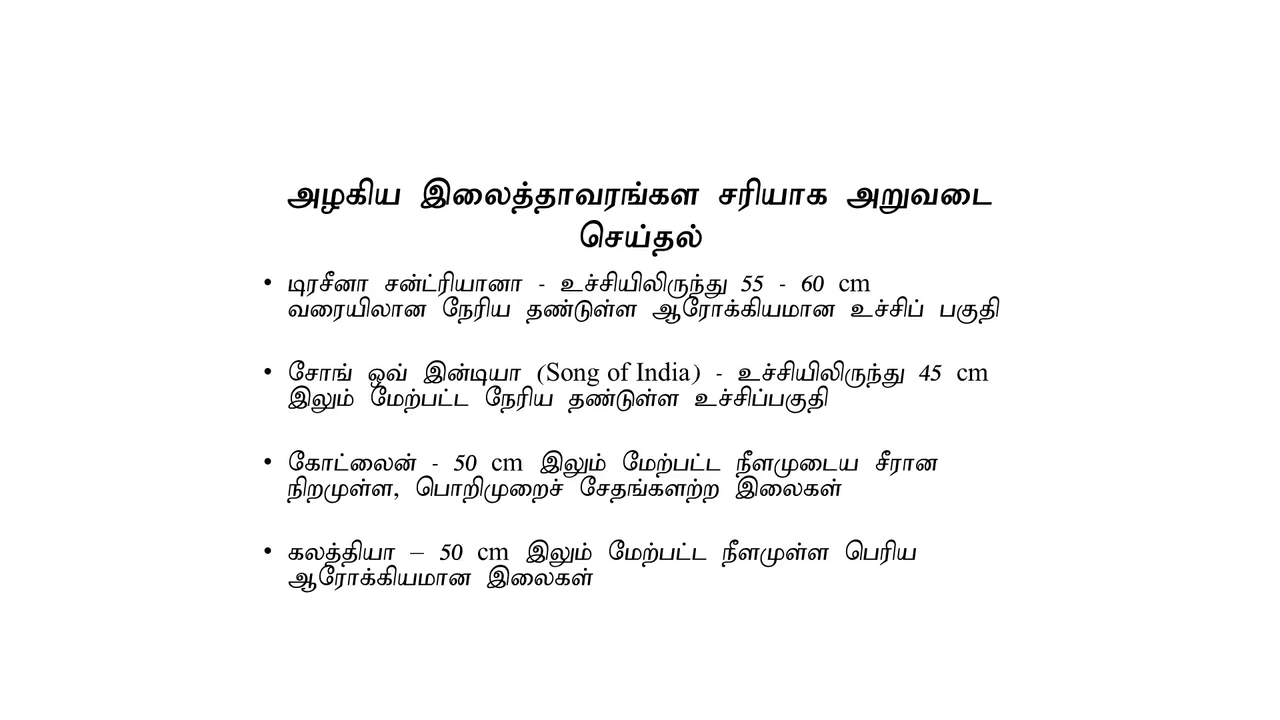 அழகிய இலைத்தாவரங்கள சரியாக அறுவடை
செய்தல்
• டிரசீனா சன்ட்ரியானா - உச்சியிலிருந்து 55 - 60 cm
வரையிலான நேரிய தண்டுள்ள ஆரோக்கியமான உச்சிப் பகுதி
• சோங் ஒவ் இன்டியா (Song of India) - உச்சியிலிருந்து 45 cm
இலும் மேற்பட்ட நேரிய தண்டுள்ள உச்சிப்பகுதி
• கோட்லைன் - 50 cm இலும் மேற்பட்ட நீளமுடைய சீரான
நிறமுள்ள, பொறிமுறைச் சேதங்களற்ற இலைகள்
• கலத்தியா – 50 cm இலும் மேற்பட்ட நீளமுள்ள பெரிய
ஆரோக்கியமான இலைகள்